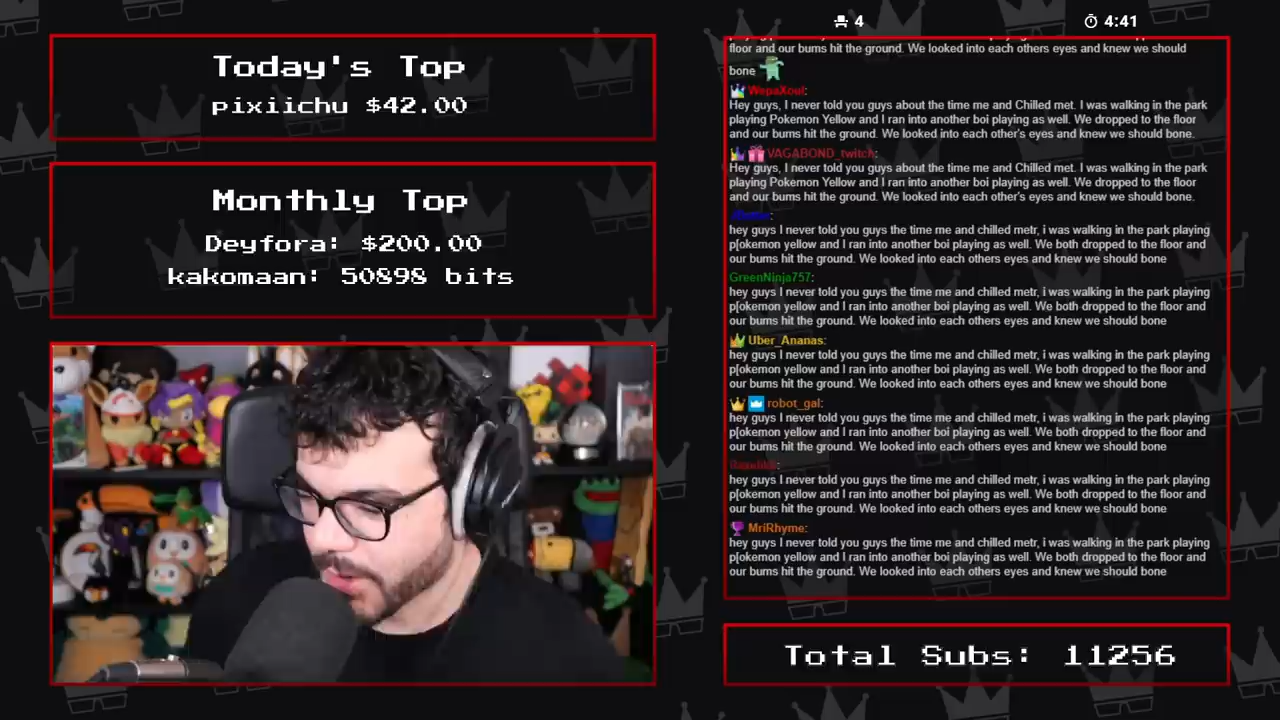 Today's Top
pixiichu $42.00
Monthly Top
Deyfora: $200.00
kakomaan: 50898 bits
4
4:41
floor and our bums hit the ground. We looked into each others eyes and knew we should
bone
WepaXoul:
Hey guys, I never told you guys about the time me and Chilled met. I was walking in the park
playing Pokemon Yellow and I ran into another boi playing as well. We dropped to the floor
and our bums hit the ground. We looked into each other's eyes and knew we should bone.
VAGABOND_twitch:
Hey guys, I never told you guys about the time me and Chilled met. I was walking in the park
playing Pokemon Yellow and I ran into another boi playing as well. We dropped to the floor
and our bums hit the ground. We looked into each other's eyes and knew we should bone.
hey guys I never told you guys the time me and chilled metr, i was walking in the park playing
p[okemon yellow and I ran into another boi playing as well. We both dropped to the floor and
our bums hit the ground. We looked into each others eyes and knew we should bone
GreenNinja757:
hey guys I never told you guys the time me and chilled metr, i was walking in the park playing
p[okemon yellow and I ran into another boi playing as well. We both dropped to the floor and
our bums hit the ground. We looked into each others eyes and knew we should bone
Uber_Ananas:
hey guys I never told you guys the time me and chilled metr, i was walking in the park playing
p[okemon yellow and I ran into another boi playing as well. We both dropped to the floor and
our bums hit the ground. We looked into each others eyes and knew we should bone
robot_gal:
hey guys I never told you guys the time me and chilled metr, i was walking in the park playing
p[okemon yellow and I ran into another boi playing as well. We both dropped to the floor and
our bums hit the ground. We looked into each others eyes and knew we should bone
hey guys I never told you guys the time me and chilled metr, i was walking in the park playing
p[okemon yellow and I ran into another boi playing as well. We both dropped to the floor and
our bums hit the ground. We looked into each others eyes and knew we should bone
MriRhyme:
hey guys I never told you guys the time me and chilled metr, i was walking in the park playing
p[okemon yellow and I ran into another boi playing as well. We both dropped to the floor and
our bums hit the ground. We looked into each others eyes and knew we should bone
Total Subs: 11256